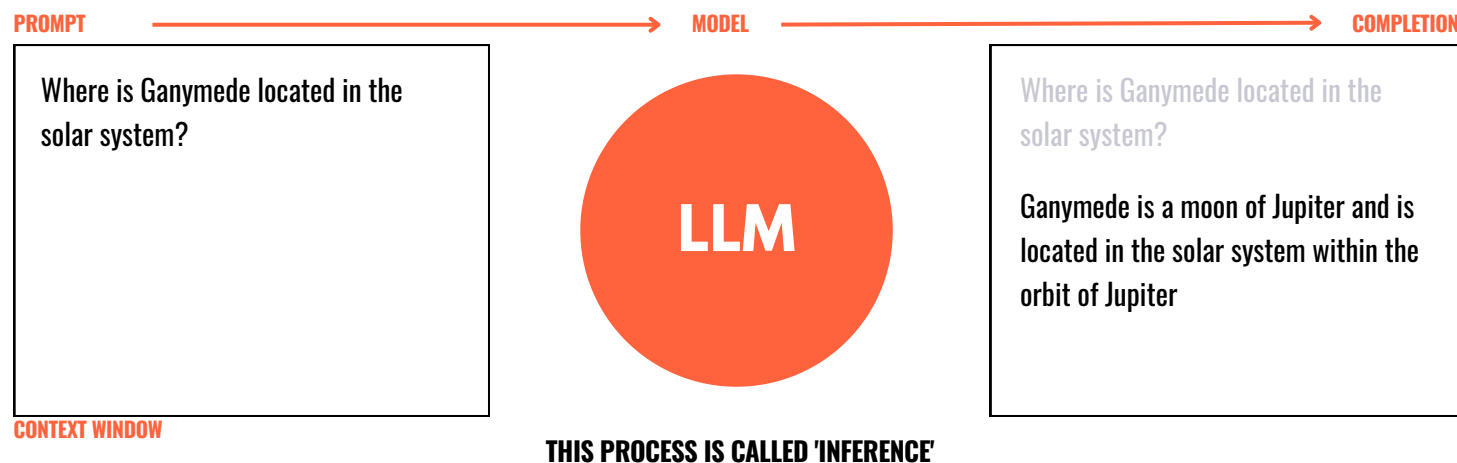 PROMPT
MODEL
COMPLETION
Where is Ganymede located in the
solar system?
LLM
Where is Ganymede located in the
solar system?
Ganymede is a moon of Jupiter and is
located in the solar system within the
orbit of Jupiter
CONTEXT WINDOW
THIS PROCESS IS CALLED 'INFERENCE'